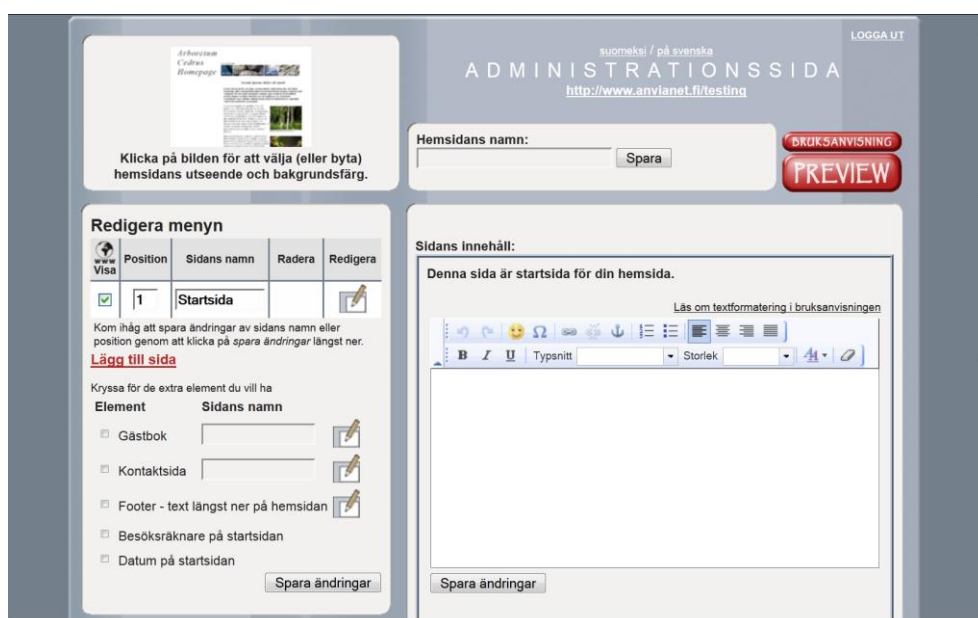 LOGGA UT
Arboretum
Cedrus
Homepage
suomeksi / på svenska
ADMINISTRATIONSSIDA
http://www.anvianet.fi/testing
Klicka på bilden för att
välja (eller byta)
hemsidans utseende och bakgrundsfärg.
Hemsidans namn:
Spara
BRUKSANVISNING
PREVIEW
Redigera menyn
www
Visa
Position
Sidans namn
Radera
Redigera
1
Startsida
Kom ihåg att spara ändringar av sidans namn eller
position genom att klicka på spara ändringar längst ner.
Lägg till sida
Kryssa för de extra element du vill ha
Element
Sidans namn
Gästbok
Kontaktsida
Footer - text längst ner på hemsidan
Besöksräknare på startsidan
Datum på startsidan
Spara ändringar
Sidans innehåll:
Denna sida är startsida för din hemsida.
Läs om textformatering i bruksanvisningen
B I U Typsnitt Storlek
Spara ändringar